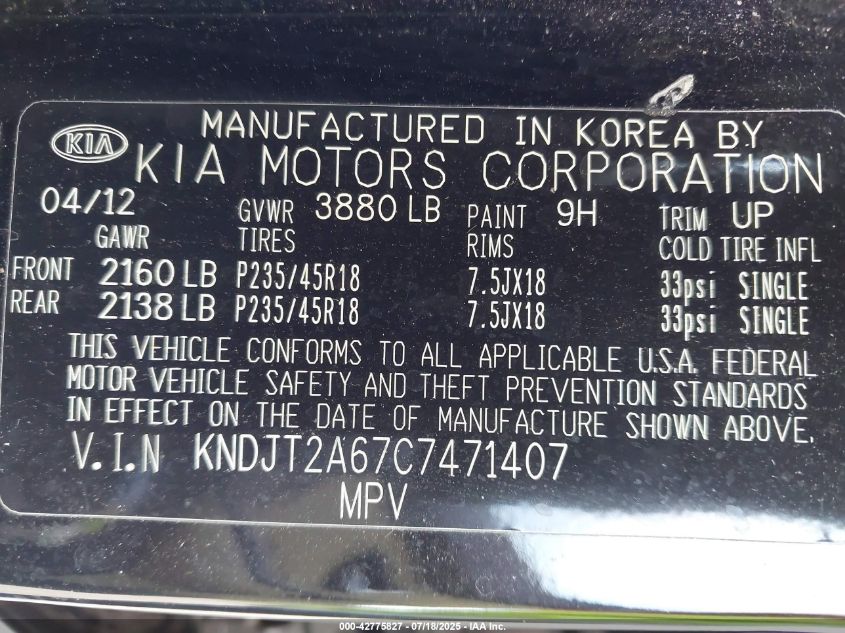 KIA
MANUFACTURED IN KOREA BY
KIA MOTORS CORPORATION
04/12 GVWR 3880 LB PAINT 9H TRIM UP
GAWR TIRES RIMS COLD TIRE INFL
FRONT 2160 LB P235/45R18 7.5JX18 33psi SINGLE
REAR 2138 LB P235/45R18 7.5JX18 33psi SINGLE
THIS VEHICLE CONFORMS TO ALL APPLICABLE U.S.A. FEDERAL
MOTOR VEHICLE SAFETY AND THEFT PREVENTION STANDARDS
IN EFFECT ON THE DATE OF MANUFACTURE SHOWN ABOVE.
V.I.N KNDJT2A67C7471407
MPV
000-42775827 - 07/18/2025 - IAA, Inc.